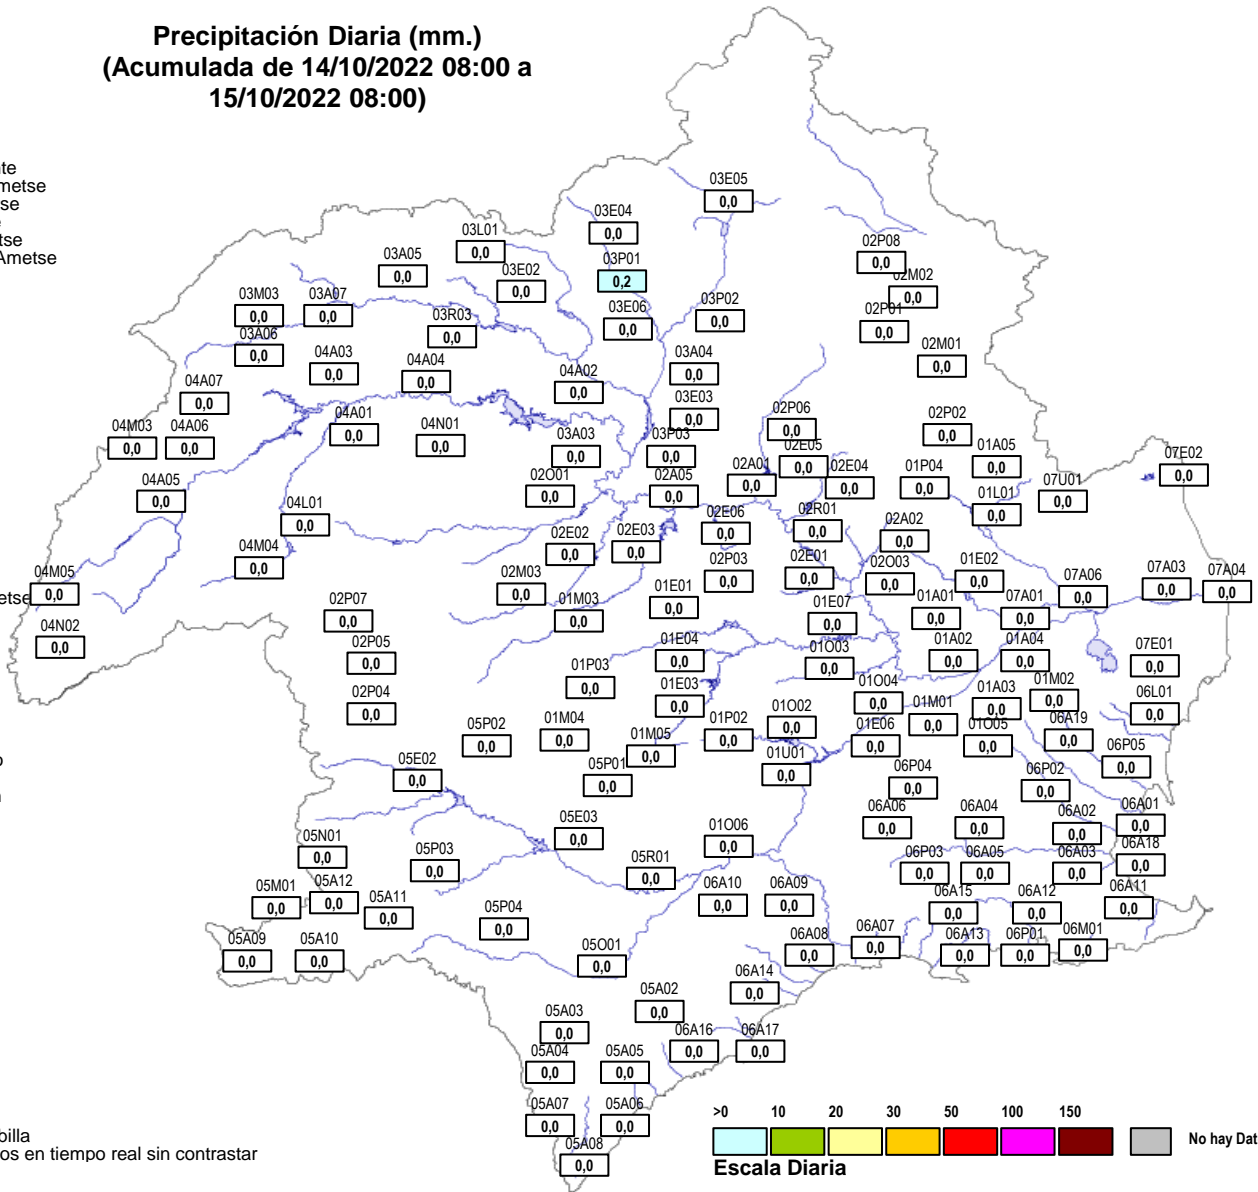 Precipitación Diaria (mm.)
(Acumulada de 14/10/2022 08:00 a
15/10/2022 08:00)
03E05
0,0
03E04
0,0
03L01
0,0
03A05
0,0
03E02
0,0
03P01
0,2
02P08
0,0
02M02
0,0
03M03
0,0
03A07
0,0
03R03
0,0
03E06
0,0
03P02
0,0
02P01
0,0
03A06
0,0
04A03
0,0
04A04
0,0
04A02
0,0
03A04
0,0
02M01
0,0
04A07
0,0
03E03
0,0
04M03
0,0
04A06
0,0
04A01
0,0
04N01
0,0
03A03
0,0
03P03
0,0
02P06
0,0
02P02
0,0
02E05
0,0
01A05
0,0
07E02
0,0
04A05
0,0
02O01
0,0
02A05
0,0
02A01
0,0
02E04
0,0
01P04
0,0
07U01
0,0
04L01
0,0
01L01
0,0
02E06
0,0
02R01
0,0
02A02
0,0
04M04
0,0
02E02
0,0
02E03
0,0
04M05
0,0
02M03
0,0
02P03
0,0
02E01
0,0
02O03
0,0
01E02
0,0
07A06
0,0
07A03
0,0
07A04
0,0
02P07
0,0
01M03
0,0
01E01
0,0
01E07
0,0
01A01
0,0
07A01
0,0
04N02
0,0
02P05
0,0
01E04
0,0
01O03
0,0
01A02
0,0
01A04
0,0
07E01
0,0
02P04
0,0
01P03
0,0
01E03
0,0
01O04
0,0
01A03
0,0
01M02
0,0
06L01
0,0
05P02
0,0
01M04
0,0
01M05
0,0
01P02
0,0
01O02
0,0
01E06
0,0
01M01
0,0
01O05
0,0
06A19
0,0
06P05
0,0
05E02
0,0
05P01
0,0
01U01
0,0
06P04
0,0
06P02
0,0
05E03
0,0
01O06
0,0
06A06
0,0
06A04
0,0
06A02
0,0
06A01
0,0
05N01
0,0
05P03
0,0
05R01
0,0
06P03
0,0
06A05
0,0
06A03
0,0
06A18
0,0
05M01
0,0
05A12
0,0
05A11
0,0
06A10
0,0
06A09
0,0
06A15
0,0
06A12
0,0
06A11
0,0
05A09
0,0
05A10
0,0
05P04
0,0
05O01
0,0
06A08
0,0
06A07
0,0
06A13
0,0
06P01
0,0
06M01
0,0
06A14
0,0
05A03
0,0
05A02
0,0
06A16
0,0
06A17
0,0
05A04
0,0
05A05
0,0
05A07
0,0
05A06
0,0
05A08
0,0
>0 10 20 30 50 100 150
No hay Dat
Escala Diaria
billa
os en tiempo real sin contrastar